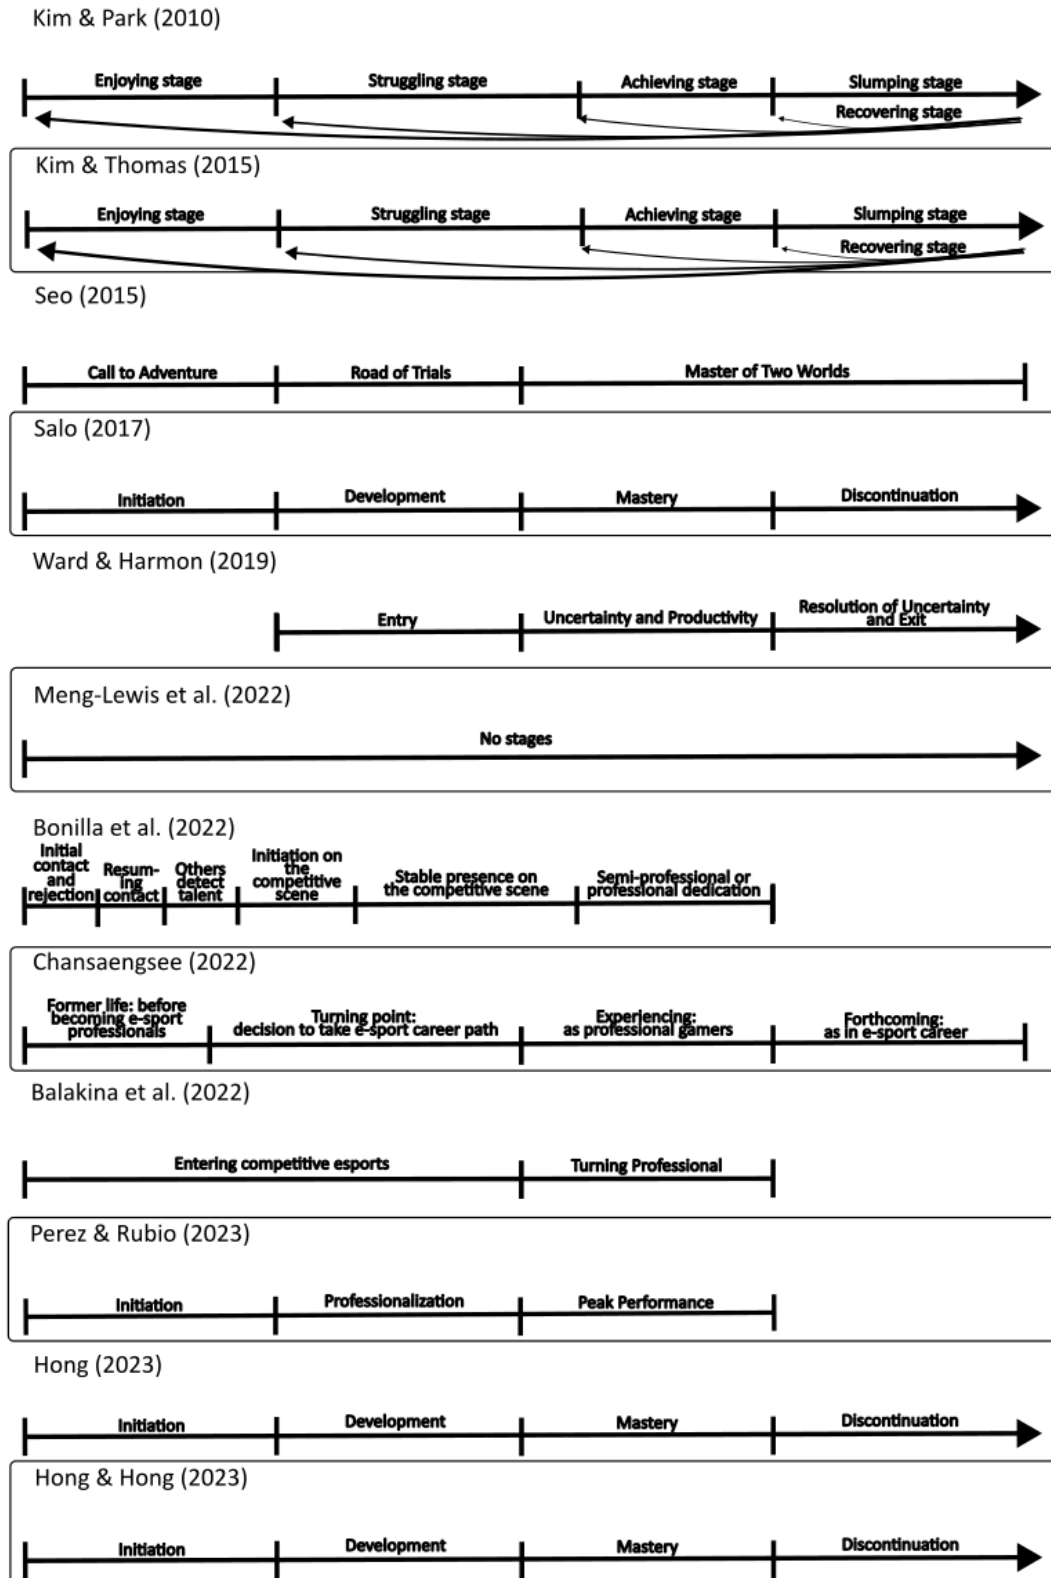 Kim & Park (2010)
Enjoying stage
Struggling stage
Achieving stage
Slumping stage
Recovering stage
Kim & Thomas (2015)
Enjoying stage
Struggling stage
Achieving stage
Slumping stage
Recovering stage
Seo (2015)
Call to Adventure
Road of Trials
Master of Two Worlds
Salo (2017)
Initiation
Development
Mastery
Discontinuation
Ward & Harmon (2019)
Entry
Uncertainty and Productivity
Resolution of Uncertainty
and Exit
Meng-Lewis et al. (2022)
No stages
Bonilla et al. (2022)
Initial
contact
and
rejection
Resum-
ing
contact
Others
detect
talent
Initiation on
the
competitive
scene
Stable presence on
the competitive scene
Semi-professional or
professional dedication
Chansaengsee (2022)
Former life: before
becoming e-sport
professionals
Turning point:
decision to take e-sport career path
Experiencing:
as professional gamers
Forthcoming:
as in e-sport career
Balakina et al. (2022)
Entering competitive esports
Turning Professional
Perez & Rubio (2023)
Initiation
Professionalization
Peak Performance
Hong (2023)
Initiation
Development
Mastery
Discontinuation
Hong & Hong (2023)
Initiation
Development
Mastery
Discontinuation